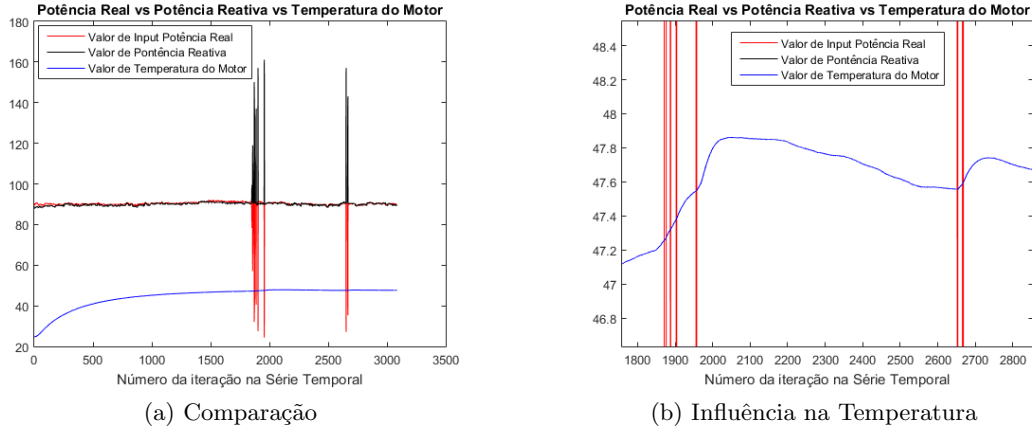 Potência Real vs Potência Reativa vs Temperatura do Motor
180
160
140
120
100
80
60
40
20
Valor de Input Potência Real
Valor de Pontência Reativa
Valor de Temperatura do Motor
0 500 1000 1500 2000 2500 3000 3500
Número da iteração na Série Temporal
(a) Comparação
Potência Real vs Potência Reativa vs Temperatura do Motor
48.4
48.2
48
47.8
47.6
47.4
47.2
47
46.8
Valor de Input Potência Real
Valor de Pontência Reativa
Valor de Temperatura do Motor
1800 1900 2000 2100 2200 2300 2400 2500 2600 2700 2800
Número da iteração na Série Temporal
(b) Influência na Temperatura